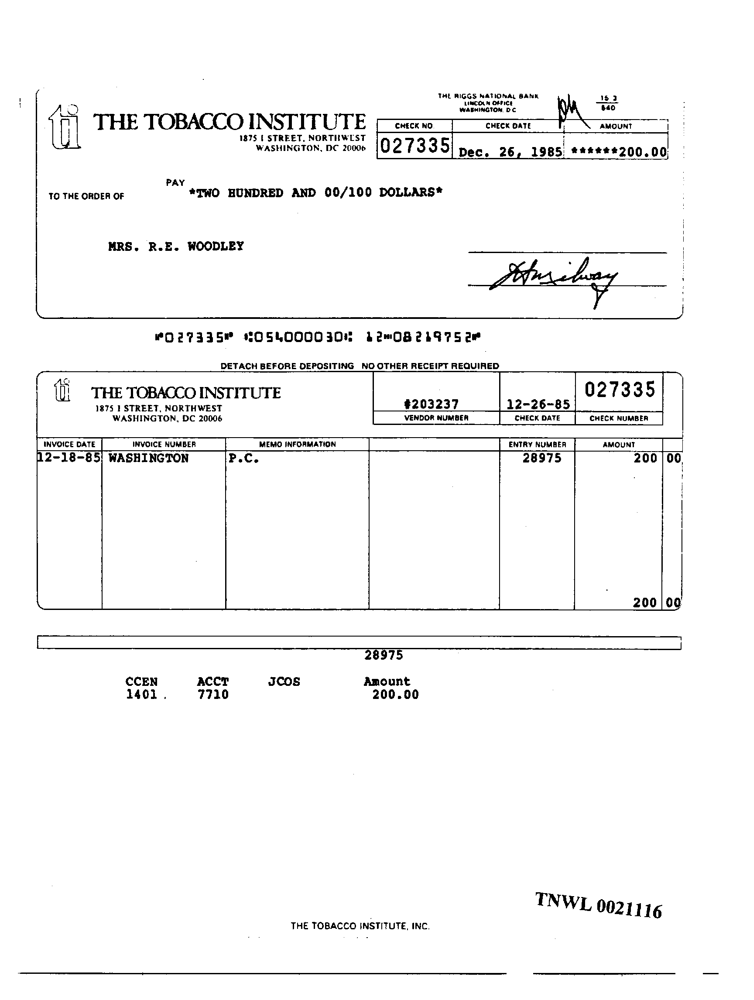 THE RIGGS NATIONAL BANK
LINCOLN OFFICE
WASHINGTON, D C
15 3
540
ti THE TOBACCO INSTITUTE
1875 I STREET, NORTHWEST
WASHINGTON, DC 20006
CHECK NO CHECK DATE AMOUNT
027335 Dec. 26, 1985 ******200.00
PAY
TO THE ORDER OF *TWO HUNDRED AND 00/100 DOLLARS*
MRS. R.E. WOODLEY
⑈027335⑈ ⑆054000030⑆ 12⑉08219752⑈
DETACH BEFORE DEPOSITING NO OTHER RECEIPT REQUIRED
ti THE TOBACCO INSTITUTE
1875 I STREET, NORTHWEST
WASHINGTON, DC 20006
#203237 12-26-85 027335
VENDOR NUMBER CHECK DATE CHECK NUMBER
INVOICE DATE INVOICE NUMBER MEMO INFORMATION ENTRY NUMBER AMOUNT
12-18-85 WASHINGTON P.C. 28975 200 00
200 00
28975
CCEN ACCT JCOS Amount
1401 . 7710 200.00
TNWL 0021116
THE TOBACCO INSTITUTE, INC.